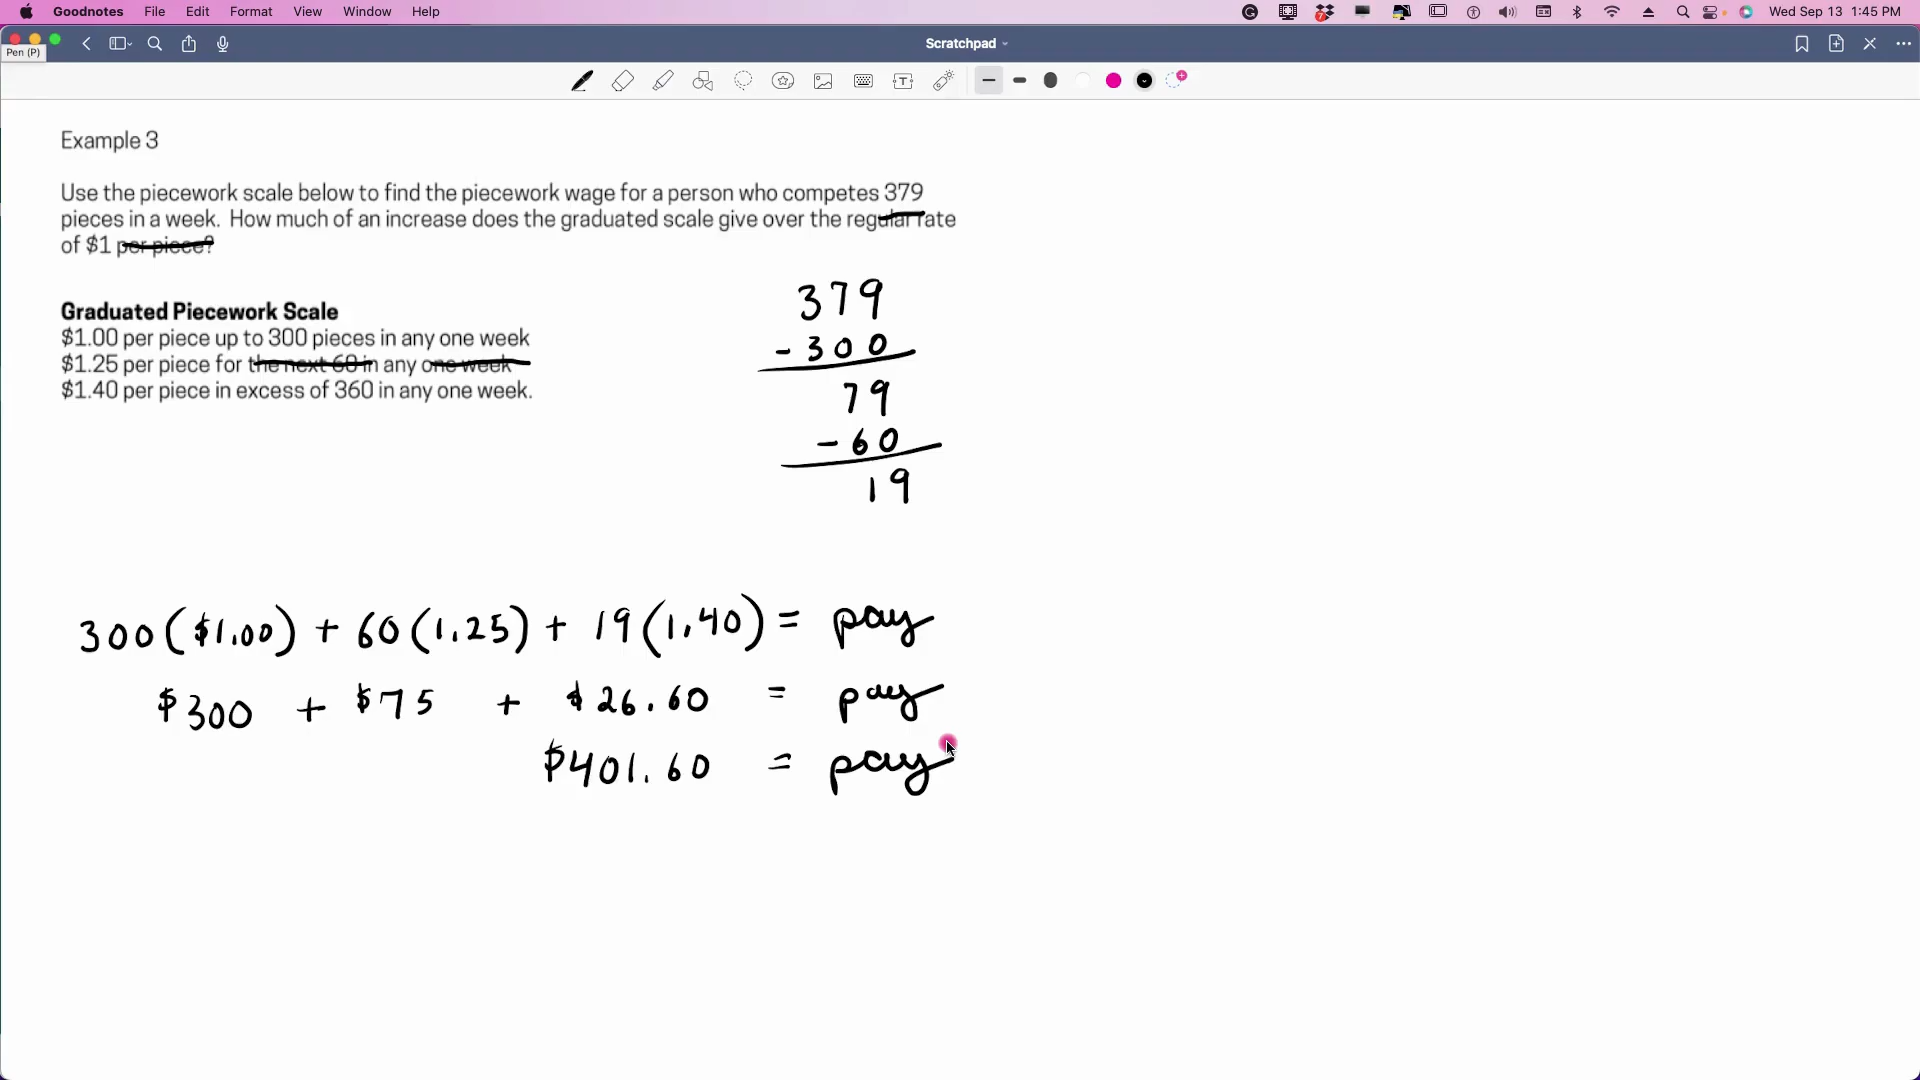 Goodnotes File Edit Format View Window Help Wed Sep 13 1:45 PM
Pen (P) Scratchpad
Example 3
Use the piecework scale below to find the piecework wage for a person who competes 379
pieces in a week. How much of an increase does the graduated scale give over the regular rate
of $1 per piece?
Graduated Piecework Scale
$1.00 per piece up to 300 pieces in any one week
$1.25 per piece for the next 60 in any one week
$1.40 per piece in excess of 360 in any one week.
379
- 300
79
- 60
19
300 ($1.00) + 60 (1.25) + 19 (1.40) = pay
$300 + $75 + $26.60 = pay
$401.60 = pay